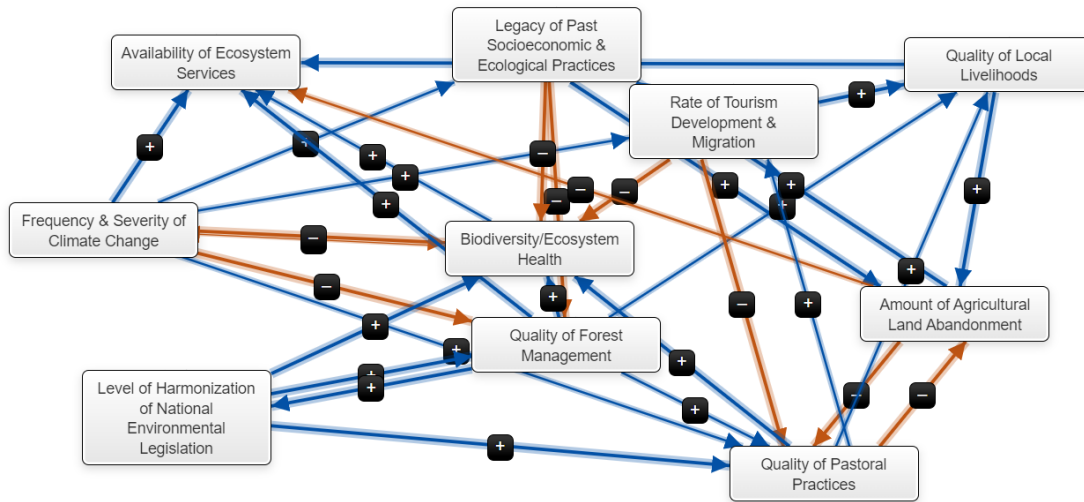 Legacy of Past
Socioeconomic &
Ecological Practices
Availability of Ecosystem
Services
Quality of Local
Livelihoods
Rate of Tourism
Development &
Migration
+
+
−
+
+
+
−
−
−
+
+
+
+
Frequency & Severity of
Climate Change
−
Biodiversity/Ecosystem
Health
−
+
+
−
Amount of Agricultural
Land Abandonment
+
+
+
Quality of Forest
Management
+
+
+
−
−
+
Level of Harmonization
of National
Environmental
Legislation
+
Quality of Pastoral
Practices